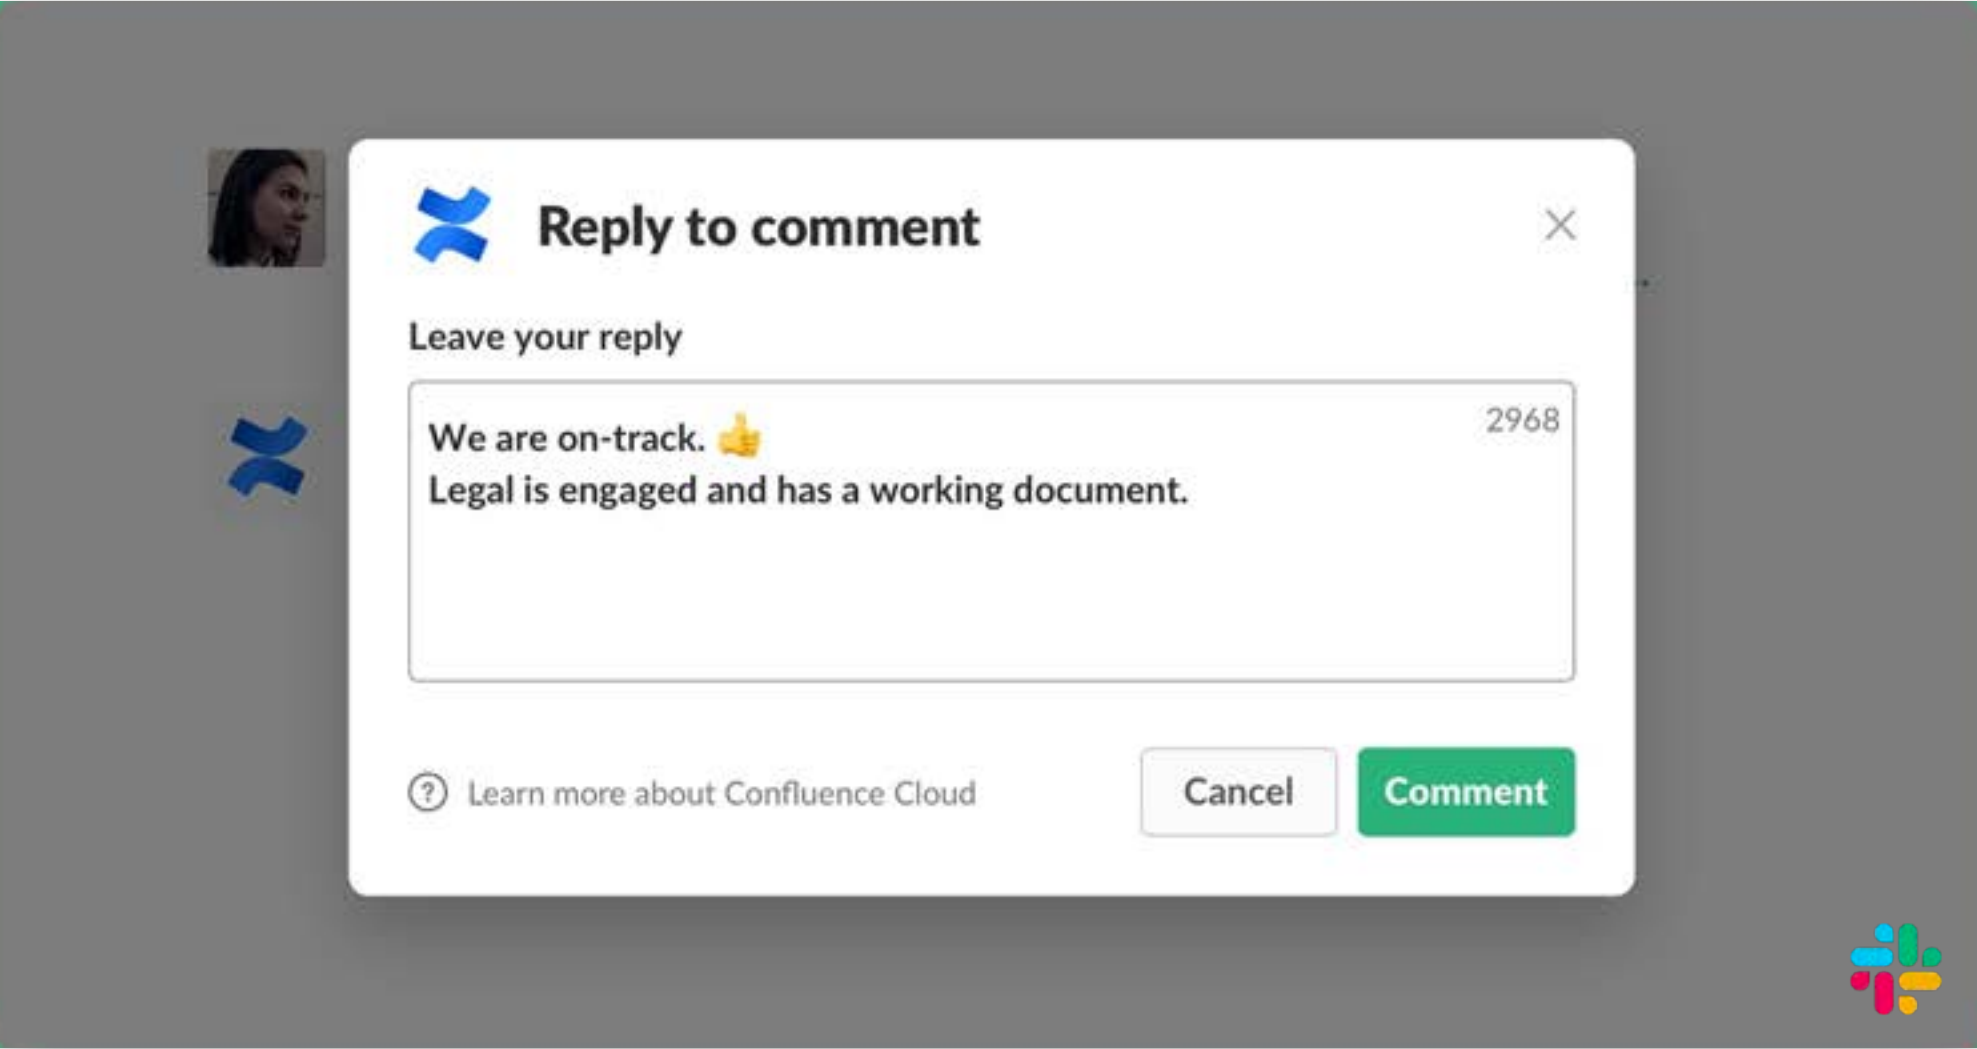 Reply to comment
Leave your reply
2968
We are on-track. 👍
Legal is engaged and has a working document.
Learn more about Confluence Cloud
Cancel
Comment